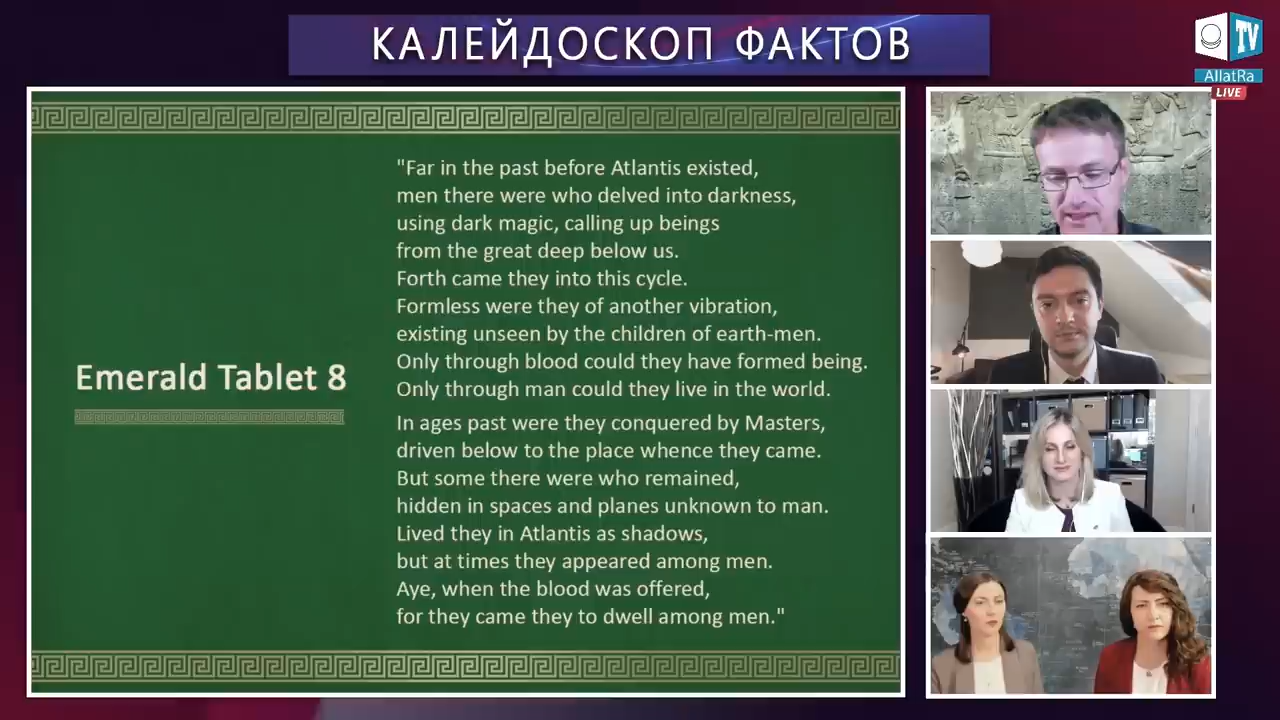 КАЛЕЙДОСКОП ФАКТОВ
TV
AllatRa
LIVE
Emerald Tablet 8
"Far in the past before Atlantis existed,
men there were who delved into darkness,
using dark magic, calling up beings
from the great deep below us.
Forth came they into this cycle.
Formless were they of another vibration,
existing unseen by the children of earth-men.
Only through blood could they have formed being.
Only through man could they live in the world.
In ages past were they conquered by Masters,
driven below to the place whence they came.
But some there were who remained,
hidden in spaces and planes unknown to man.
Lived they in Atlantis as shadows,
but at times they appeared among men.
Aye, when the blood was offered,
for they came they to dwell among men."